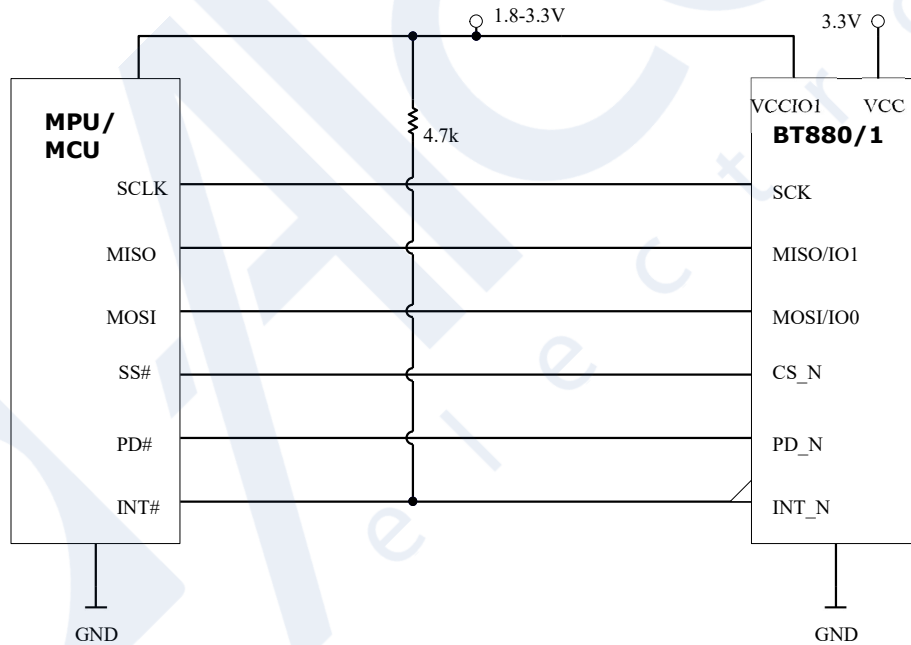 1.8-3.3V
3.3V
MPU/
MCU
VCCIO1 VCC
BT880/1
4.7k
SCLK
SCK
MISO
MISO/IO1
MOSI
MOSI/IO0
SS#
CS_N
PD#
PD_N
INT#
INT_N
GND
GND
e l e c t r o